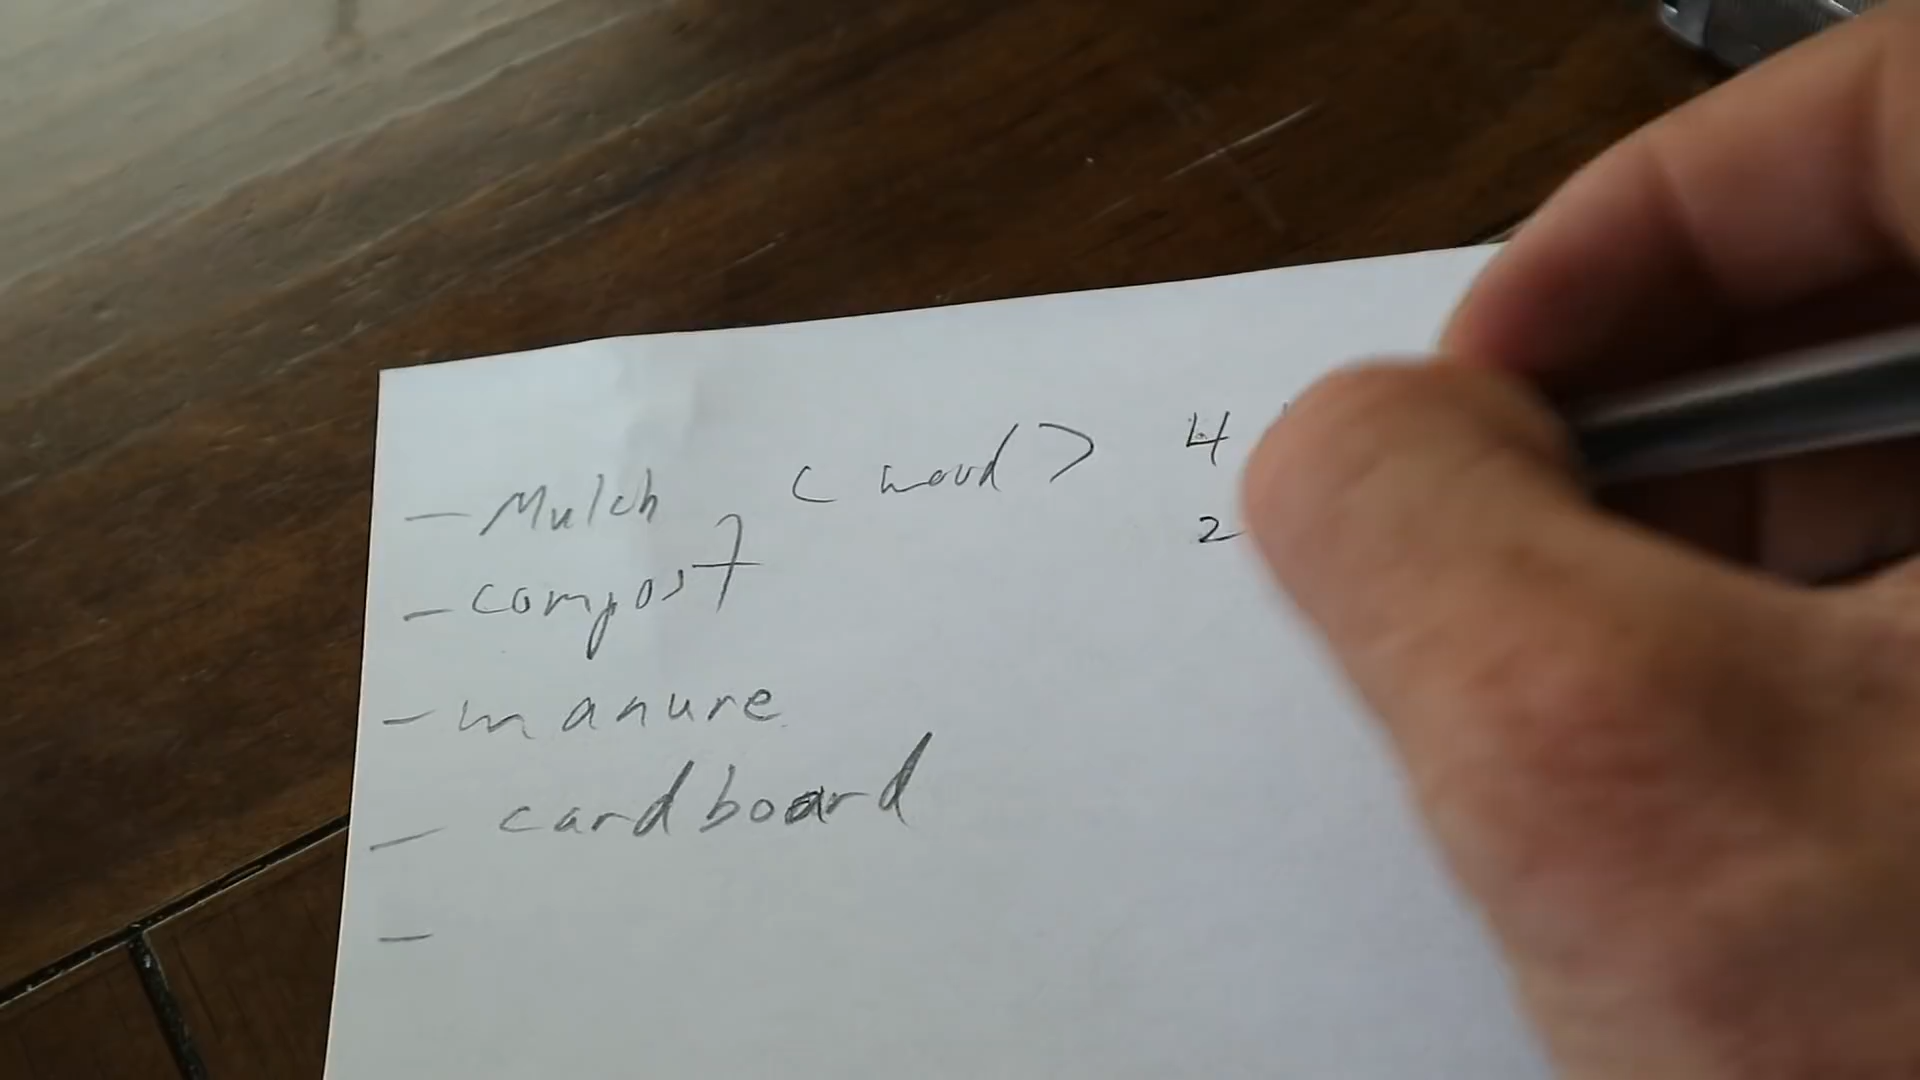 - Mulch (wood) 4
- compost 2
- manure
- cardboard
-